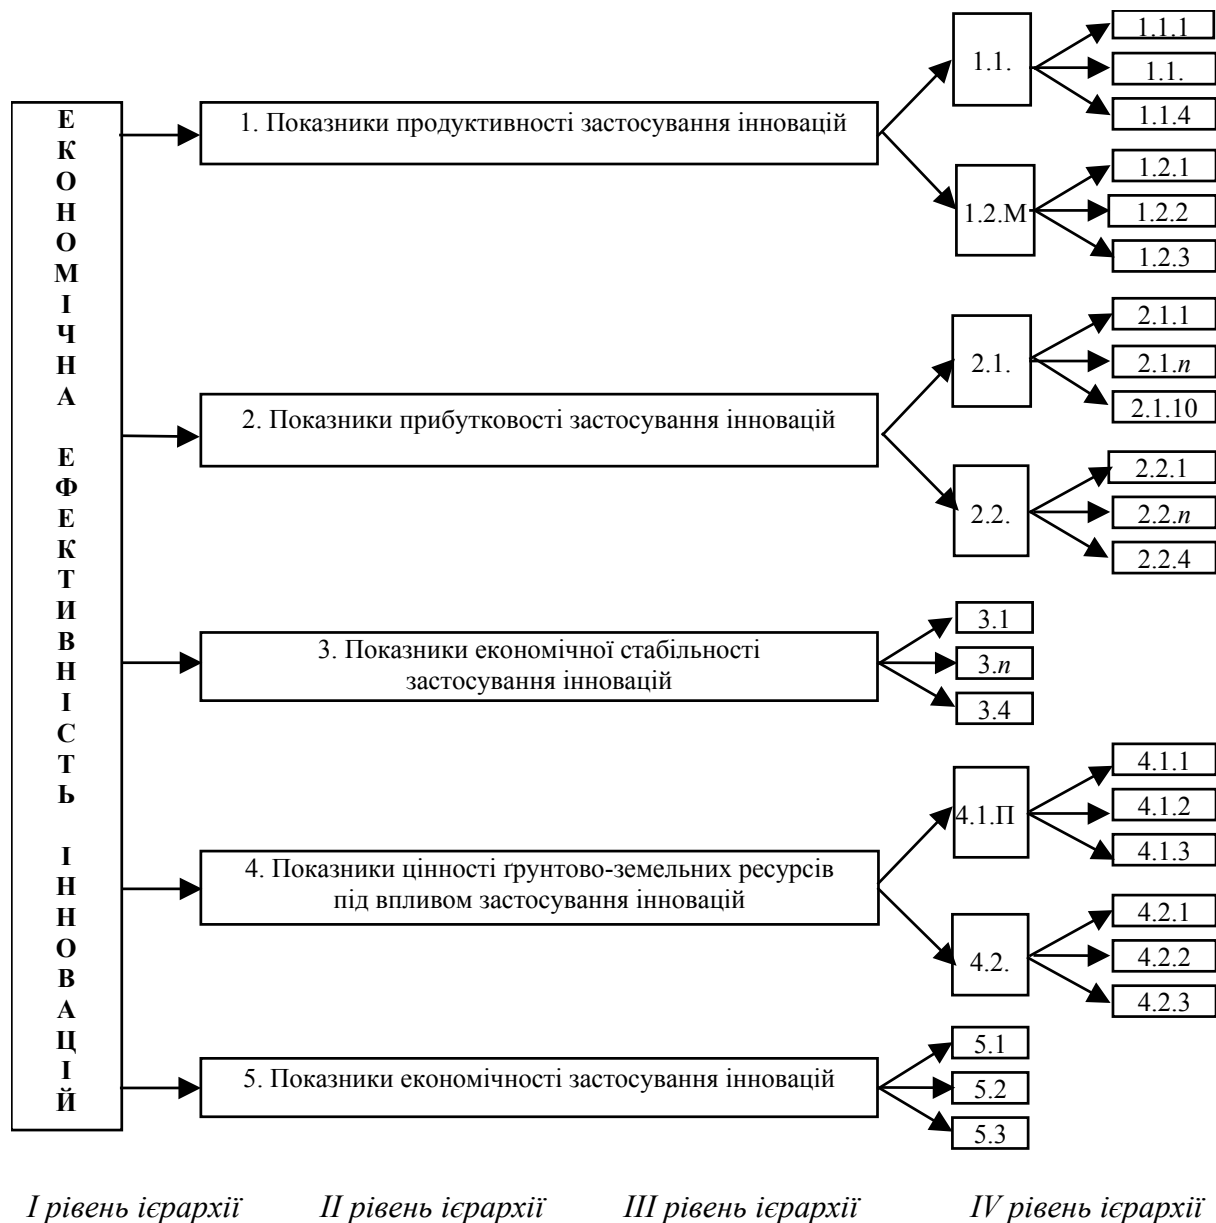 ЕКОНОМІЧНА ЕФЕКТИВНІСТЬ ІННОВАЦІЙ
1. Показники продуктивності застосування інновацій
1.1.
1.1.1
1.1.
1.1.4
1.2.М
1.2.1
1.2.2
1.2.3
2. Показники прибутковості застосування інновацій
2.1.
2.1.1
2.1.n
2.1.10
2.2.
2.2.1
2.2.n
2.2.4
3. Показники економічної стабільності
застосування інновацій
3.1
3.n
3.4
4. Показники цінності ґрунтово-земельних ресурсів
під впливом застосування інновацій
4.1.П
4.1.1
4.1.2
4.1.3
4.2.
4.2.1
4.2.2
4.2.3
5. Показники економічності застосування інновацій
5.1
5.2
5.3
I рівень ієрархії II рівень ієрархії III рівень ієрархії IV рівень ієрархії